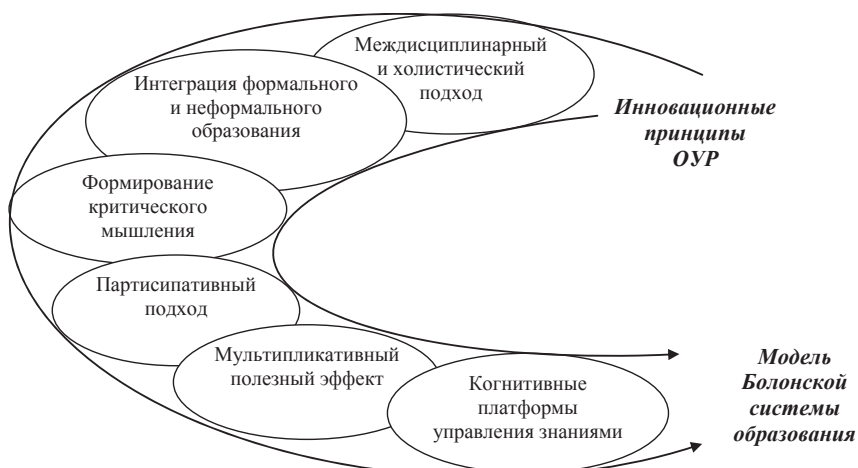 Междисциплинарный
и холистический
подход
Интеграция формального
и неформального
образования
Инновационные
принципы
ОУР
Формирование
критического
мышления
Партисипативный
подход
Мультипликативный
полезный эффект
Когнитивные
платформы
управления знаниями
Модель
Болонской
системы
образования